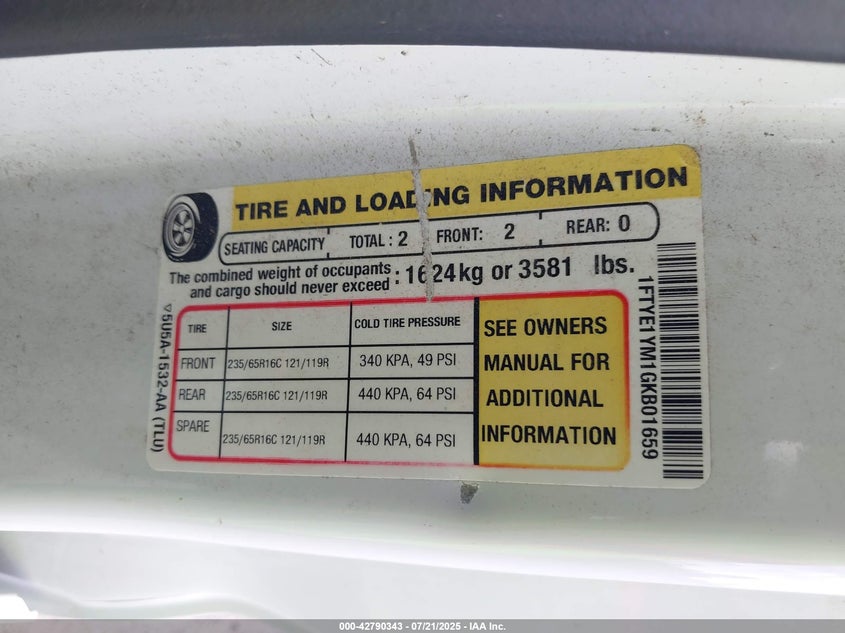 TIRE AND LOADING INFORMATION
SEATING CAPACITY TOTAL : 2 FRONT: 2 REAR: 0
The combined weight of occupants and cargo should never exceed : 1624kg or 3581 lbs.
TIRE SIZE COLD TIRE PRESSURE
FRONT 235/65R16C 121/119R 340 KPA, 49 PSI
REAR 235/65R16C 121/119R 440 KPA, 64 PSI
SPARE 235/65R16C 121/119R 440 KPA, 64 PSI
SEE OWNERS
MANUAL FOR
ADDITIONAL
INFORMATION
5U5A-1532-AA (TLU)
1FTYE1YM1GKB01659
000-42790343 - 07/21/2025 - IAA Inc.